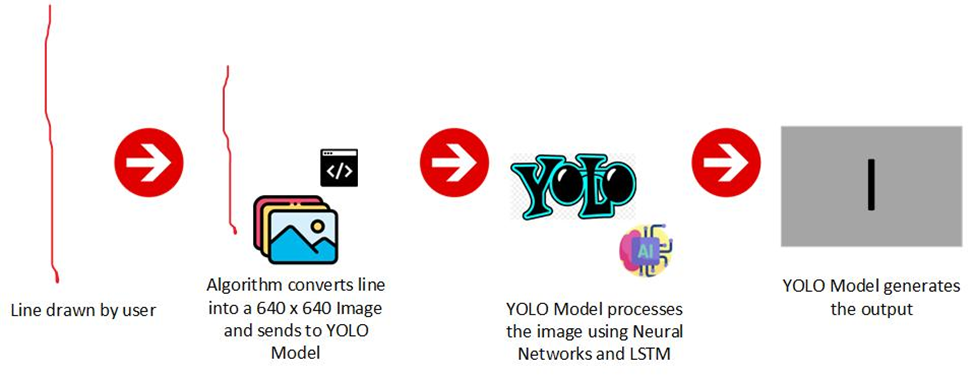 Line drawn by user
</>
Algorithm converts line
into a 640 x 640 Image
and sends to YOLO
Model
YOLO
AI
YOLO Model processes
the image using Neural
Networks and LSTM
YOLO Model generates
the output